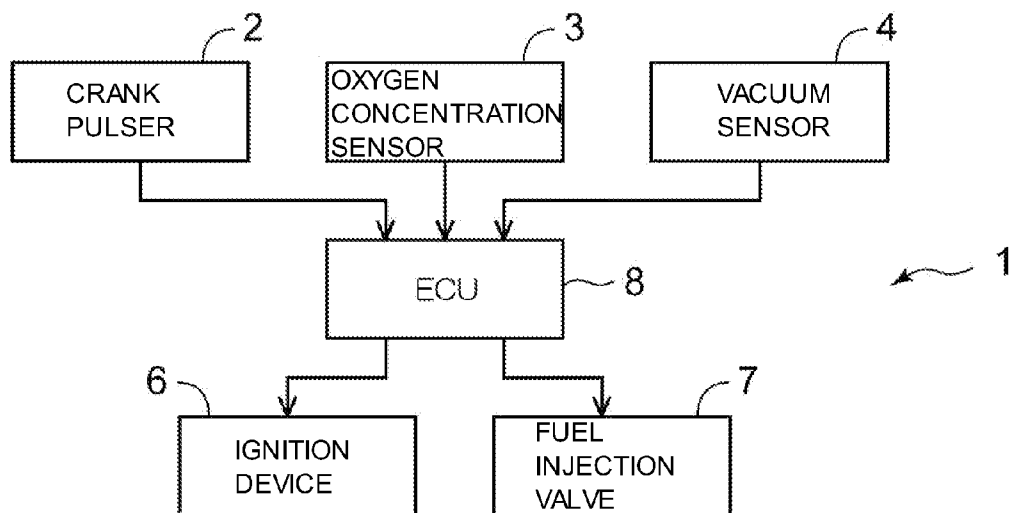 2
3
4
CRANK
PULSER
OXYGEN
CONCENTRATION
SENSOR
VACUUM
SENSOR
ECU
8
1
6
7
IGNITION
DEVICE
FUEL
INJECTION
VALVE